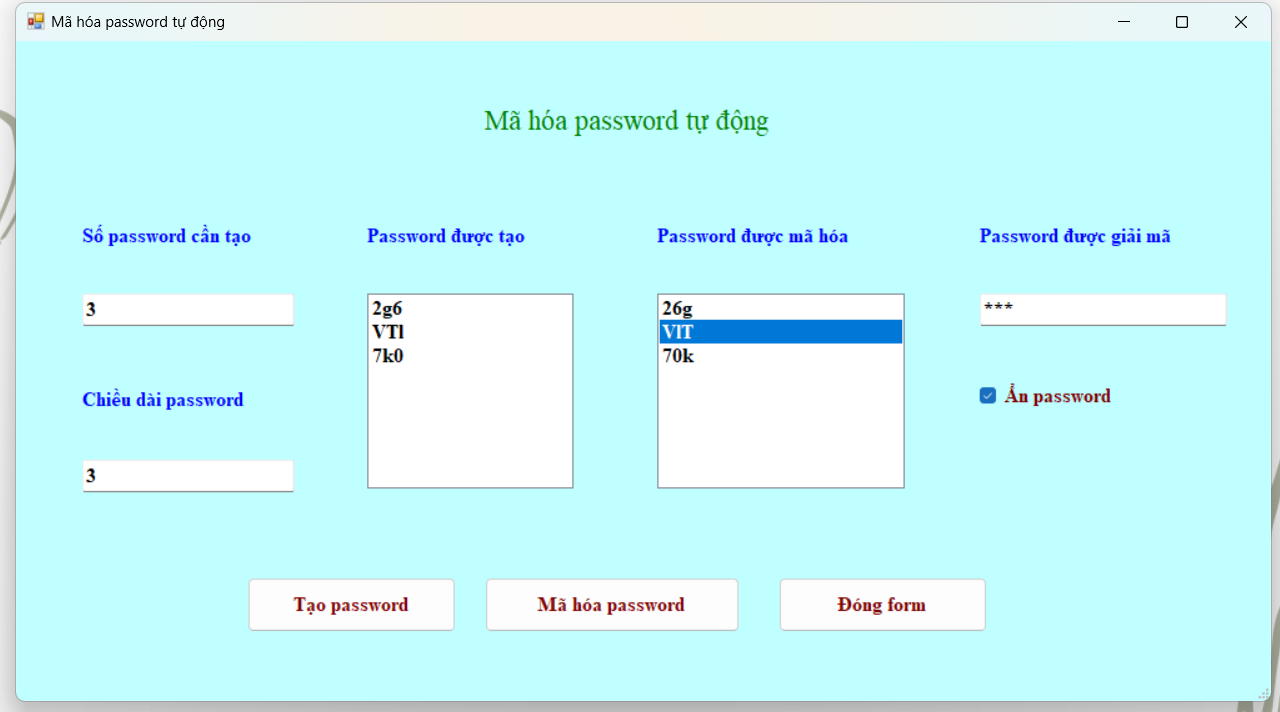 Mã hóa password tự động
Mã hóa password tự động
Số password cần tạo
3
Chiều dài password
3
Password được tạo
2g6
VTl
7k0
Password được mã hóa
26g
VlT
70k
Password được giải mã
***
Ẩn password
Tạo password
Mã hóa password
Đóng form